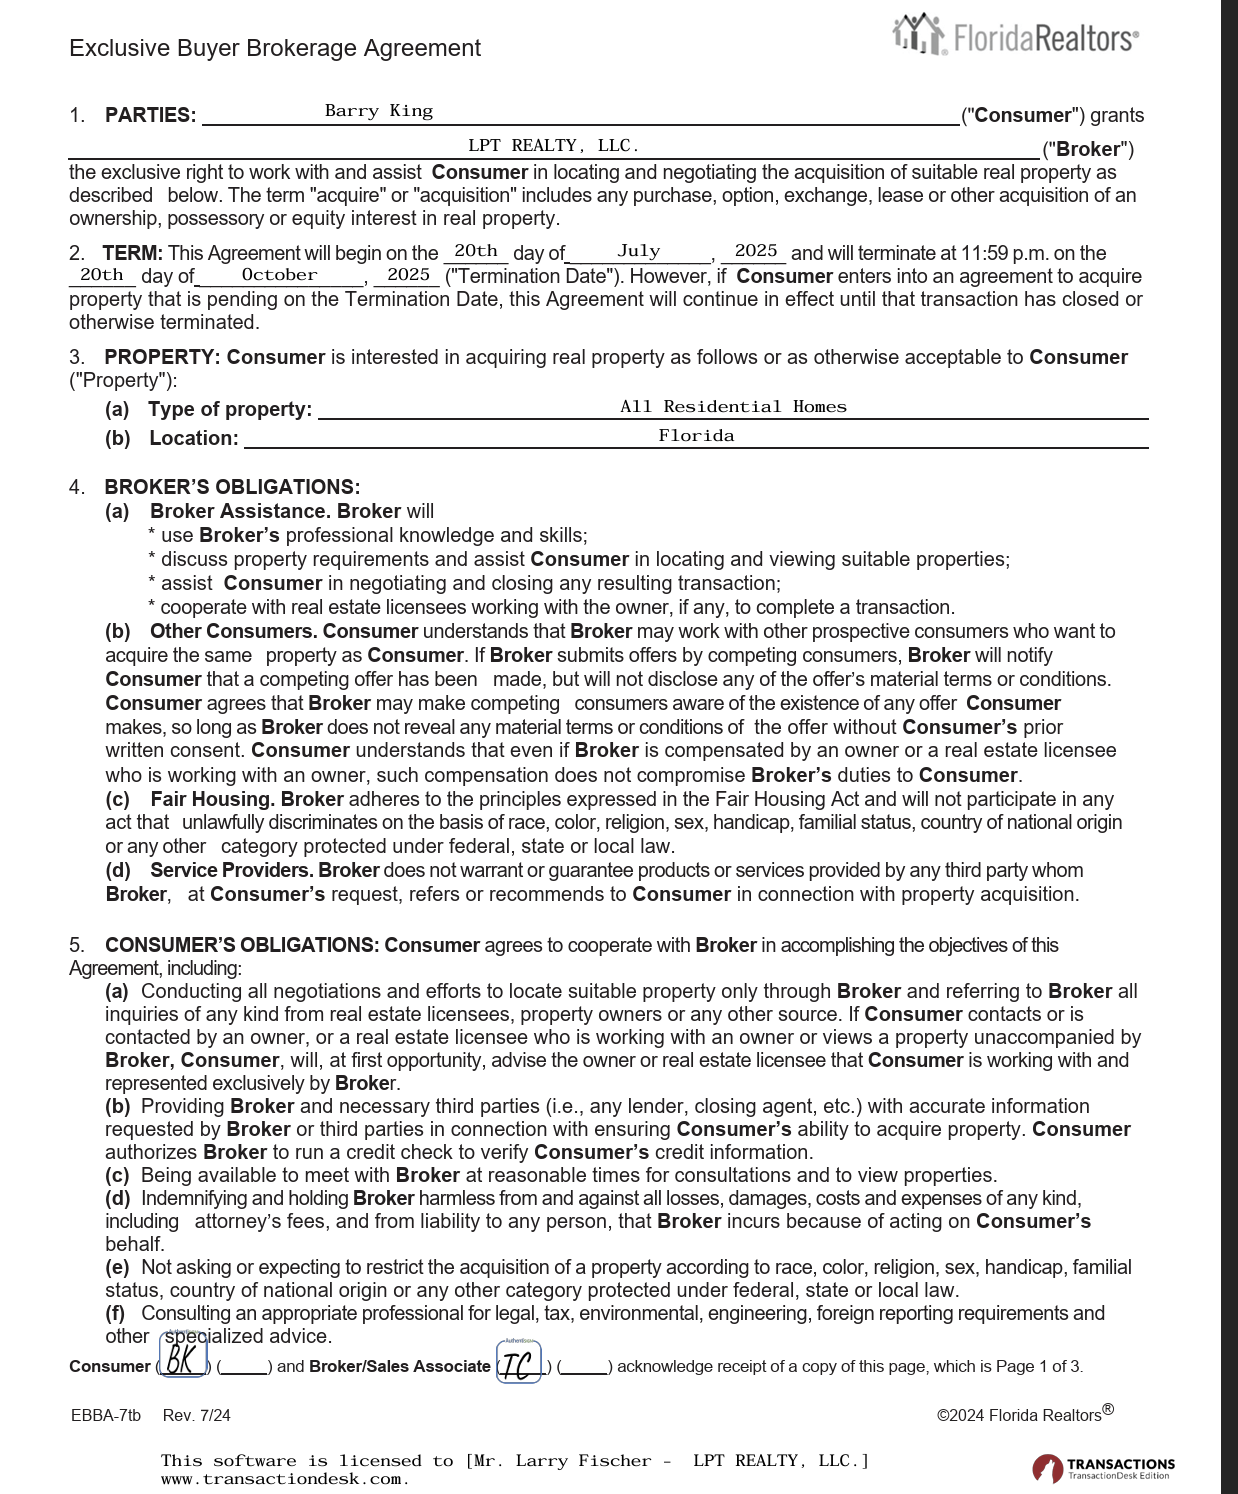 Exclusive Buyer Brokerage Agreement
FloridaRealtors®
1. PARTIES: Barry King ("Consumer") grants
LPT REALTY, LLC. ("Broker")
the exclusive right to work with and assist Consumer in locating and negotiating the acquisition of suitable real property as
described below. The term "acquire" or "acquisition" includes any purchase, option, exchange, lease or other acquisition of an
ownership, possessory or equity interest in real property.
2. TERM: This Agreement will begin on the 20th day of July, 2025 and will terminate at 11:59 p.m. on the
20th day of October, 2025 ("Termination Date"). However, if Consumer enters into an agreement to acquire
property that is pending on the Termination Date, this Agreement will continue in effect until that transaction has closed or
otherwise terminated.
3. PROPERTY: Consumer is interested in acquiring real property as follows or as otherwise acceptable to Consumer
("Property"):
(a) Type of property: All Residential Homes
(b) Location: Florida
4. BROKER'S OBLIGATIONS:
(a) Broker Assistance. Broker will
* use Broker's professional knowledge and skills;
* discuss property requirements and assist Consumer in locating and viewing suitable properties;
* assist Consumer in negotiating and closing any resulting transaction;
* cooperate with real estate licensees working with the owner, if any, to complete a transaction.
(b) Other Consumers. Consumer understands that Broker may work with other prospective consumers who want to
acquire the same property as Consumer. If Broker submits offers by competing consumers, Broker will notify
Consumer that a competing offer has been made, but will not disclose any of the offer's material terms or conditions.
Consumer agrees that Broker may make competing consumers aware of the existence of any offer Consumer
makes, so long as Broker does not reveal any material terms or conditions of the offer without Consumer's prior
written consent. Consumer understands that even if Broker is compensated by an owner or a real estate licensee
who is working with an owner, such compensation does not compromise Broker's duties to Consumer.
(c) Fair Housing. Broker adheres to the principles expressed in the Fair Housing Act and will not participate in any
act that unlawfully discriminates on the basis of race, color, religion, sex, handicap, familial status, country of national origin
or any other category protected under federal, state or local law.
(d) Service Providers. Broker does not warrant or guarantee products or services provided by any third party whom
Broker, at Consumer's request, refers or recommends to Consumer in connection with property acquisition.
5. CONSUMER'S OBLIGATIONS: Consumer agrees to cooperate with Broker in accomplishing the objectives of this
Agreement, including:
(a) Conducting all negotiations and efforts to locate suitable property only through Broker and referring to Broker all
inquiries of any kind from real estate licensees, property owners or any other source. If Consumer contacts or is
contacted by an owner, or a real estate licensee who is working with an owner or views a property unaccompanied by
Broker, Consumer, will, at first opportunity, advise the owner or real estate licensee that Consumer is working with and
represented exclusively by Broker.
(b) Providing Broker and necessary third parties (i.e., any lender, closing agent, etc.) with accurate information
requested by Broker or third parties in connection with ensuring Consumer's ability to acquire property. Consumer
authorizes Broker to run a credit check to verify Consumer's credit information.
(c) Being available to meet with Broker at reasonable times for consultations and to view properties.
(d) Indemnifying and holding Broker harmless from and against all losses, damages, costs and expenses of any kind,
including attorney's fees, and from liability to any person, that Broker incurs because of acting on Consumer's
behalf.
(e) Not asking or expecting to restrict the acquisition of a property according to race, color, religion, sex, handicap, familial
status, country of national origin or any other category protected under federal, state or local law.
(f) Consulting an appropriate professional for legal, tax, environmental, engineering, foreign reporting requirements and
other specialized advice.
Consumer (BK) (_____) and Broker/Sales Associate (TC) (_____) acknowledge receipt of a copy of this page, which is Page 1 of 3.
EBBA-7tb Rev. 7/24 ©2024 Florida Realtors®
This software is licensed to [Mr. Larry Fischer - LPT REALTY, LLC.]
www.transactiondesk.com.
TRANSACTIONS
TransactionDesk Edition